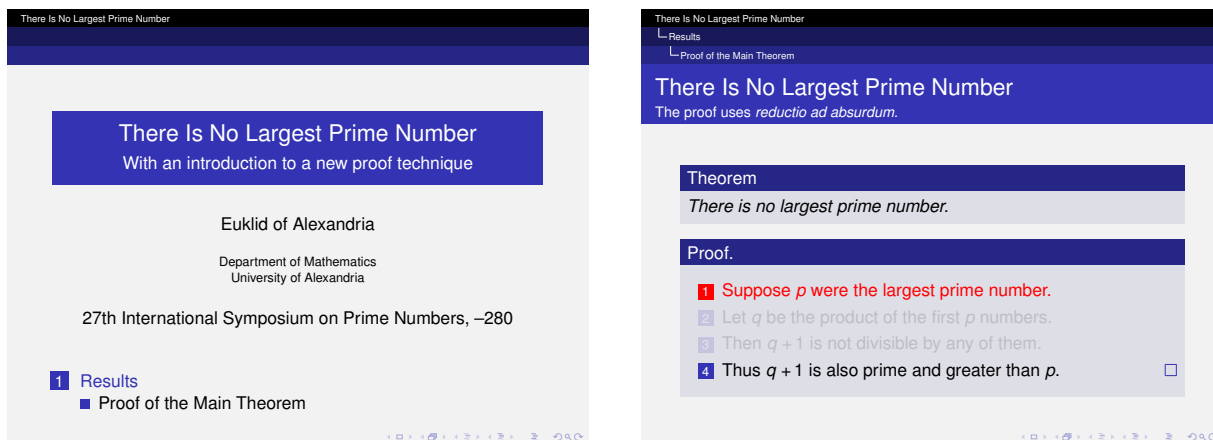 There Is No Largest Prime Number
There Is No Largest Prime Number
With an introduction to a new proof technique
Euklid of Alexandria
Department of Mathematics
University of Alexandria
27th International Symposium on Prime Numbers, –280
1 Results
Proof of the Main Theorem
There Is No Largest Prime Number
Results
Proof of the Main Theorem
There Is No Largest Prime Number
The proof uses reductio ad absurdum.
Theorem
There is no largest prime number.
Proof.
1 Suppose p were the largest prime number.
2 Let q be the product of the first p numbers.
3 Then q + 1 is not divisible by any of them.
4 Thus q + 1 is also prime and greater than p.